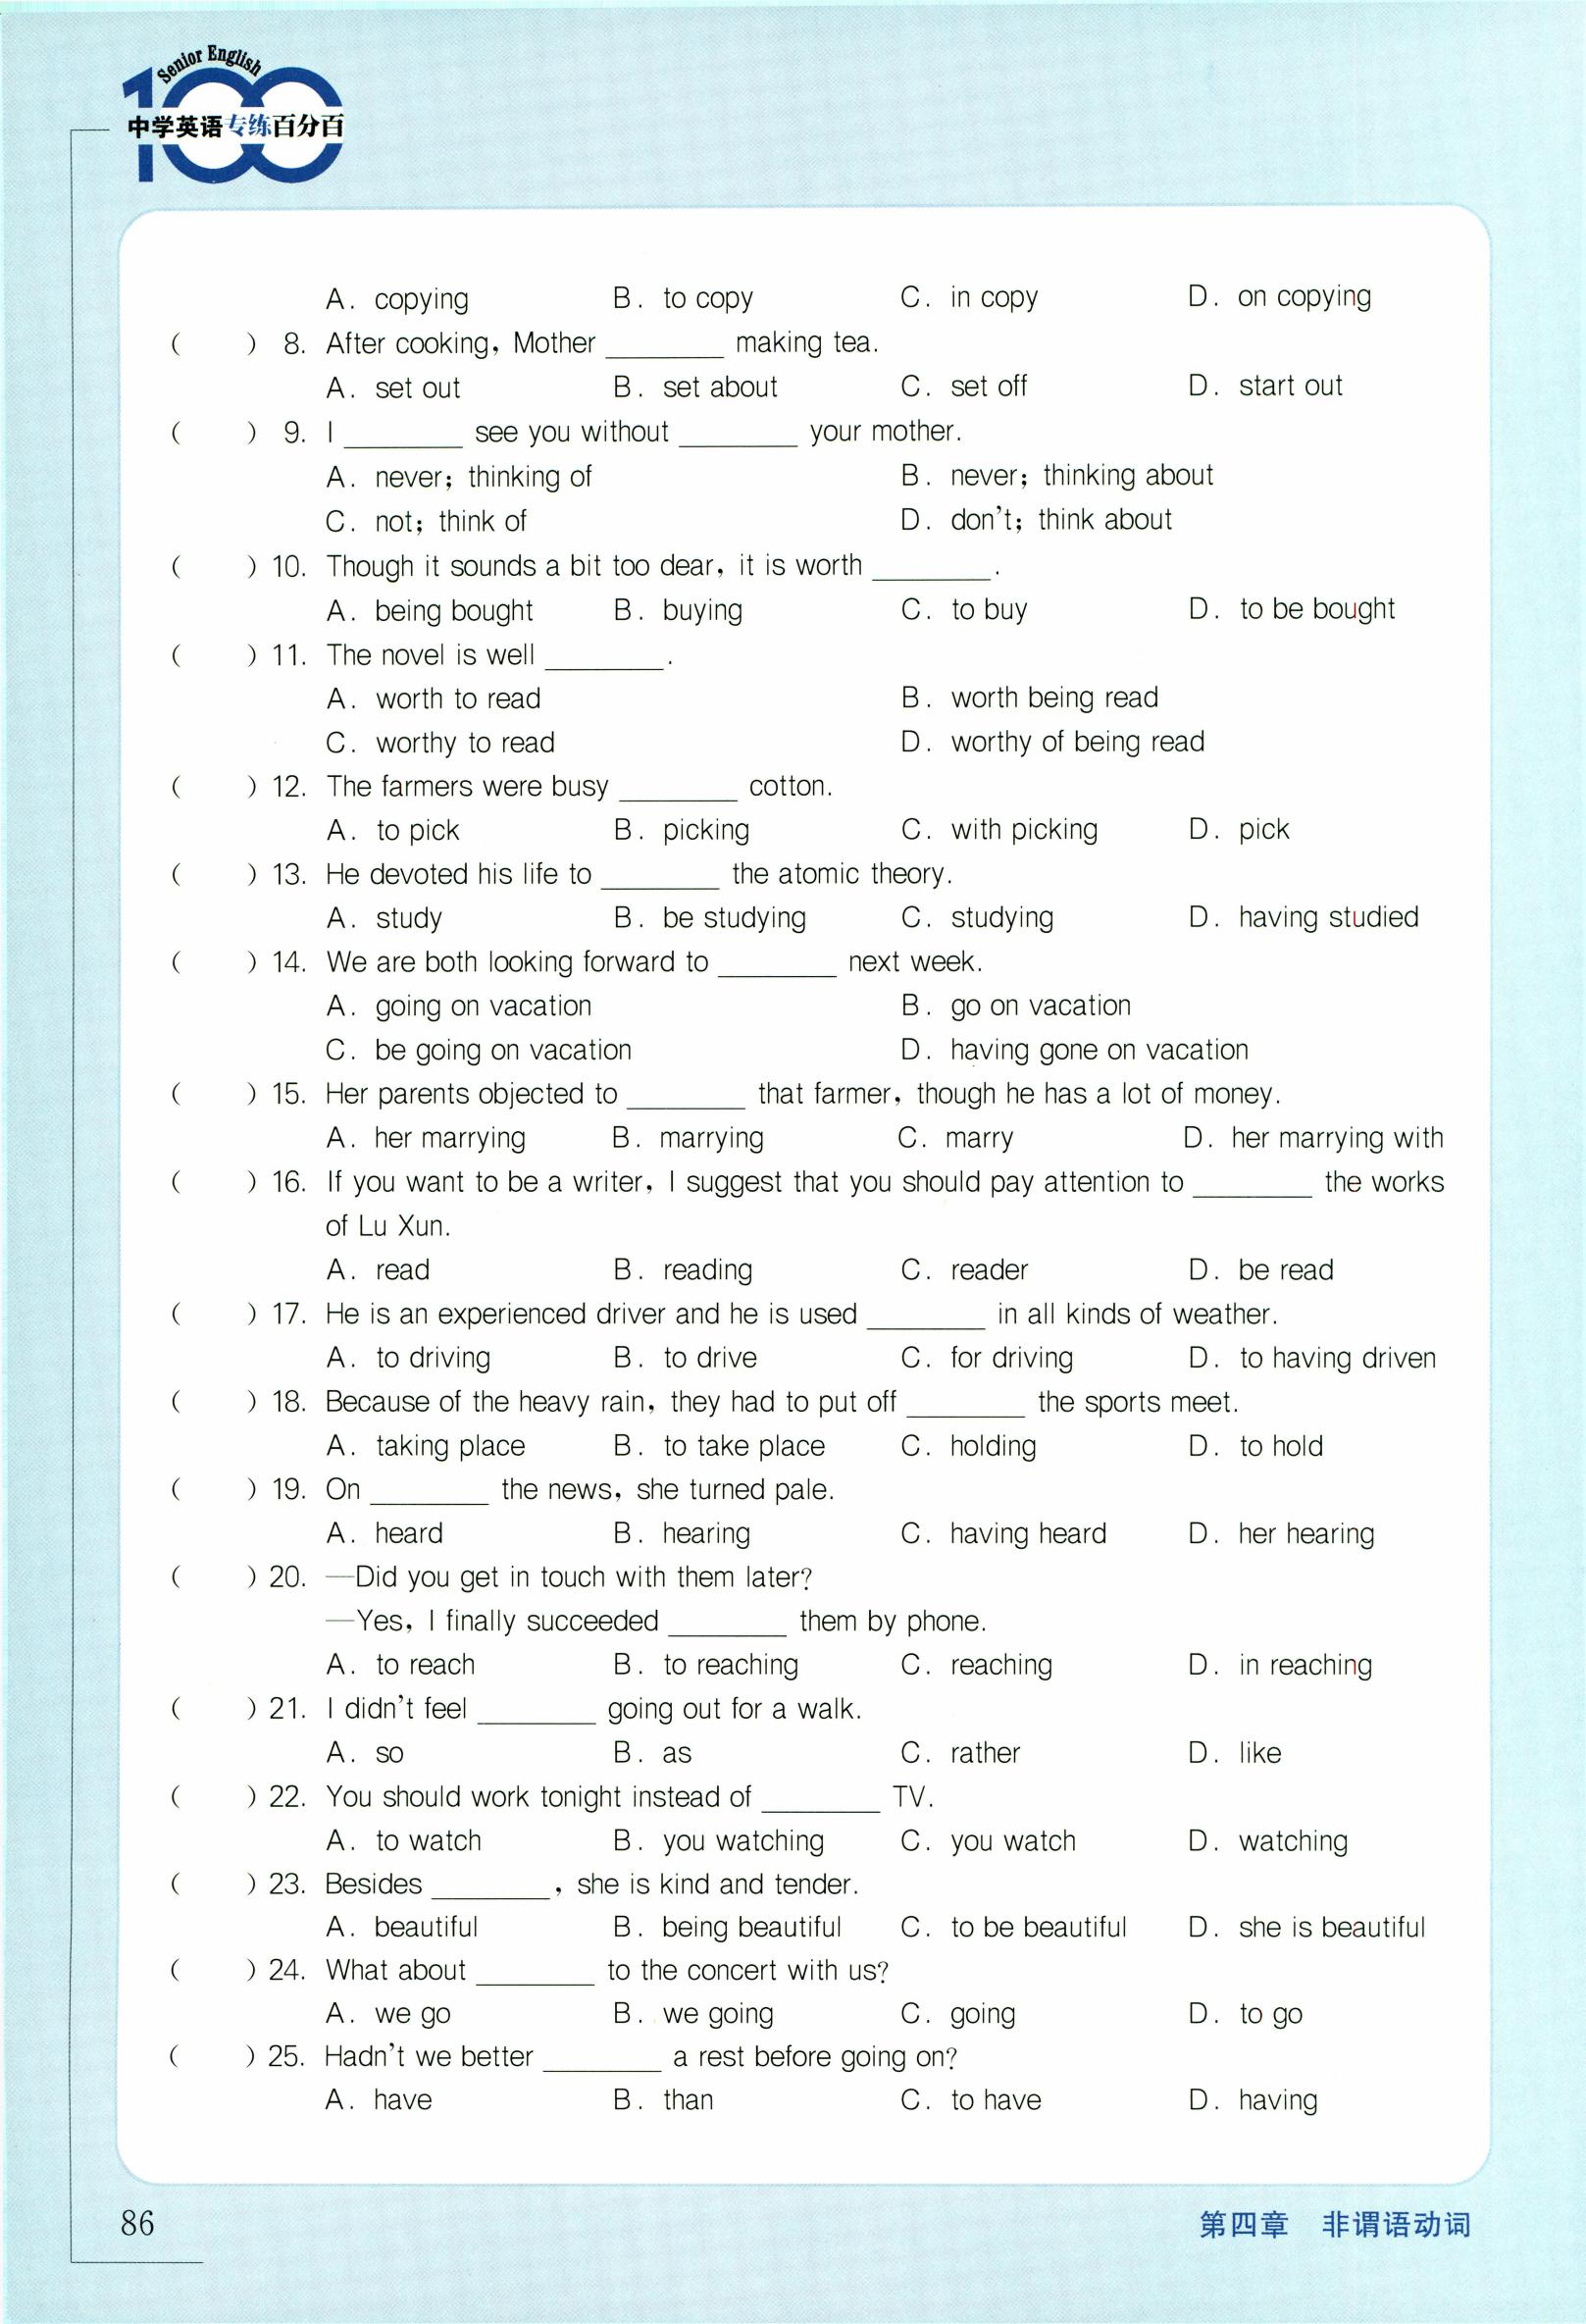 Senior English
100
中学英语专练百分百
A. copying B. to copy C. in copy D. on copying
( ) 8. After cooking, Mother ________ making tea.
A. set out B. set about C. set off D. start out
( ) 9. I ________ see you without ________ your mother.
A. never; thinking of B. never; thinking about
C. not; think of D. don't; think about
( ) 10. Though it sounds a bit too dear, it is worth ________.
A. being bought B. buying C. to buy D. to be bought
( ) 11. The novel is well ________.
A. worth to read B. worth being read
C. worthy to read D. worthy of being read
( ) 12. The farmers were busy ________ cotton.
A. to pick B. picking C. with picking D. pick
( ) 13. He devoted his life to ________ the atomic theory.
A. study B. be studying C. studying D. having studied
( ) 14. We are both looking forward to ________ next week.
A. going on vacation B. go on vacation
C. be going on vacation D. having gone on vacation
( ) 15. Her parents objected to ________ that farmer, though he has a lot of money.
A. her marrying B. marrying C. marry D. her marrying with
( ) 16. If you want to be a writer, I suggest that you should pay attention to ________ the works
of Lu Xun.
A. read B. reading C. reader D. be read
( ) 17. He is an experienced driver and he is used ________ in all kinds of weather.
A. to driving B. to drive C. for driving D. to having driven
( ) 18. Because of the heavy rain, they had to put off ________ the sports meet.
A. taking place B. to take place C. holding D. to hold
( ) 19. On ________ the news, she turned pale.
A. heard B. hearing C. having heard D. her hearing
( ) 20. —Did you get in touch with them later?
—Yes, I finally succeeded ________ them by phone.
A. to reach B. to reaching C. reaching D. in reaching
( ) 21. I didn't feel ________ going out for a walk.
A. so B. as C. rather D. like
( ) 22. You should work tonight instead of ________ TV.
A. to watch B. you watching C. you watch D. watching
( ) 23. Besides ________, she is kind and tender.
A. beautiful B. being beautiful C. to be beautiful D. she is beautiful
( ) 24. What about ________ to the concert with us?
A. we go B. we going C. going D. to go
( ) 25. Hadn't we better ________ a rest before going on?
A. have B. than C. to have D. having
86 第四章 非谓语动词